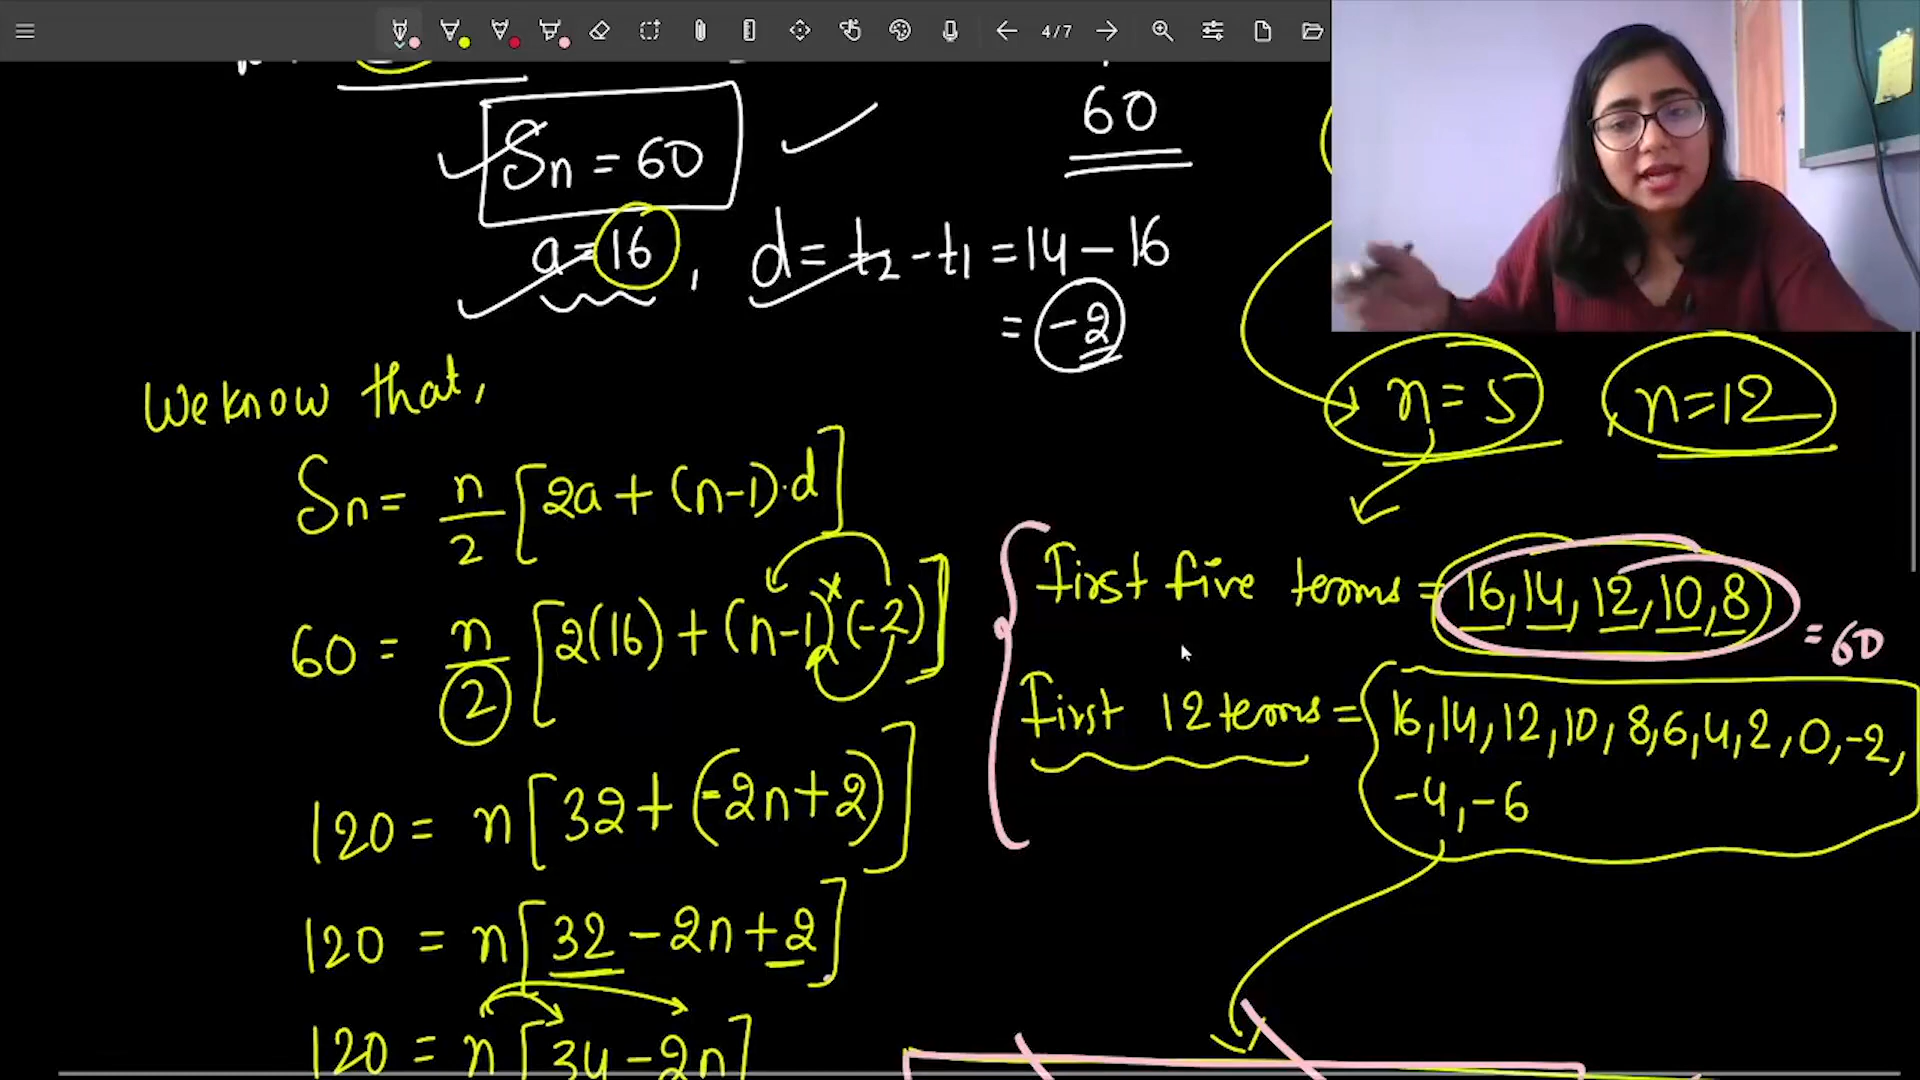 4/7
60
Sn = 60
a = 16, d = t2 - t1 = 14 - 16
= -2
n = 5 n = 12
We know that,
Sn = n/2 [2a + (n-1)·d]
First five terms = 16, 14, 12, 10, 8 = 60
60 = n/2 [2(16) + (n-1)×(-2)]
First 12 terms = 16, 14, 12, 10, 8, 6, 4, 2, 0, -2,
-4, -6
120 = n[32 + (-2n+2)]
120 = n[32 - 2n + 2]
120 = n[34 - 2n]